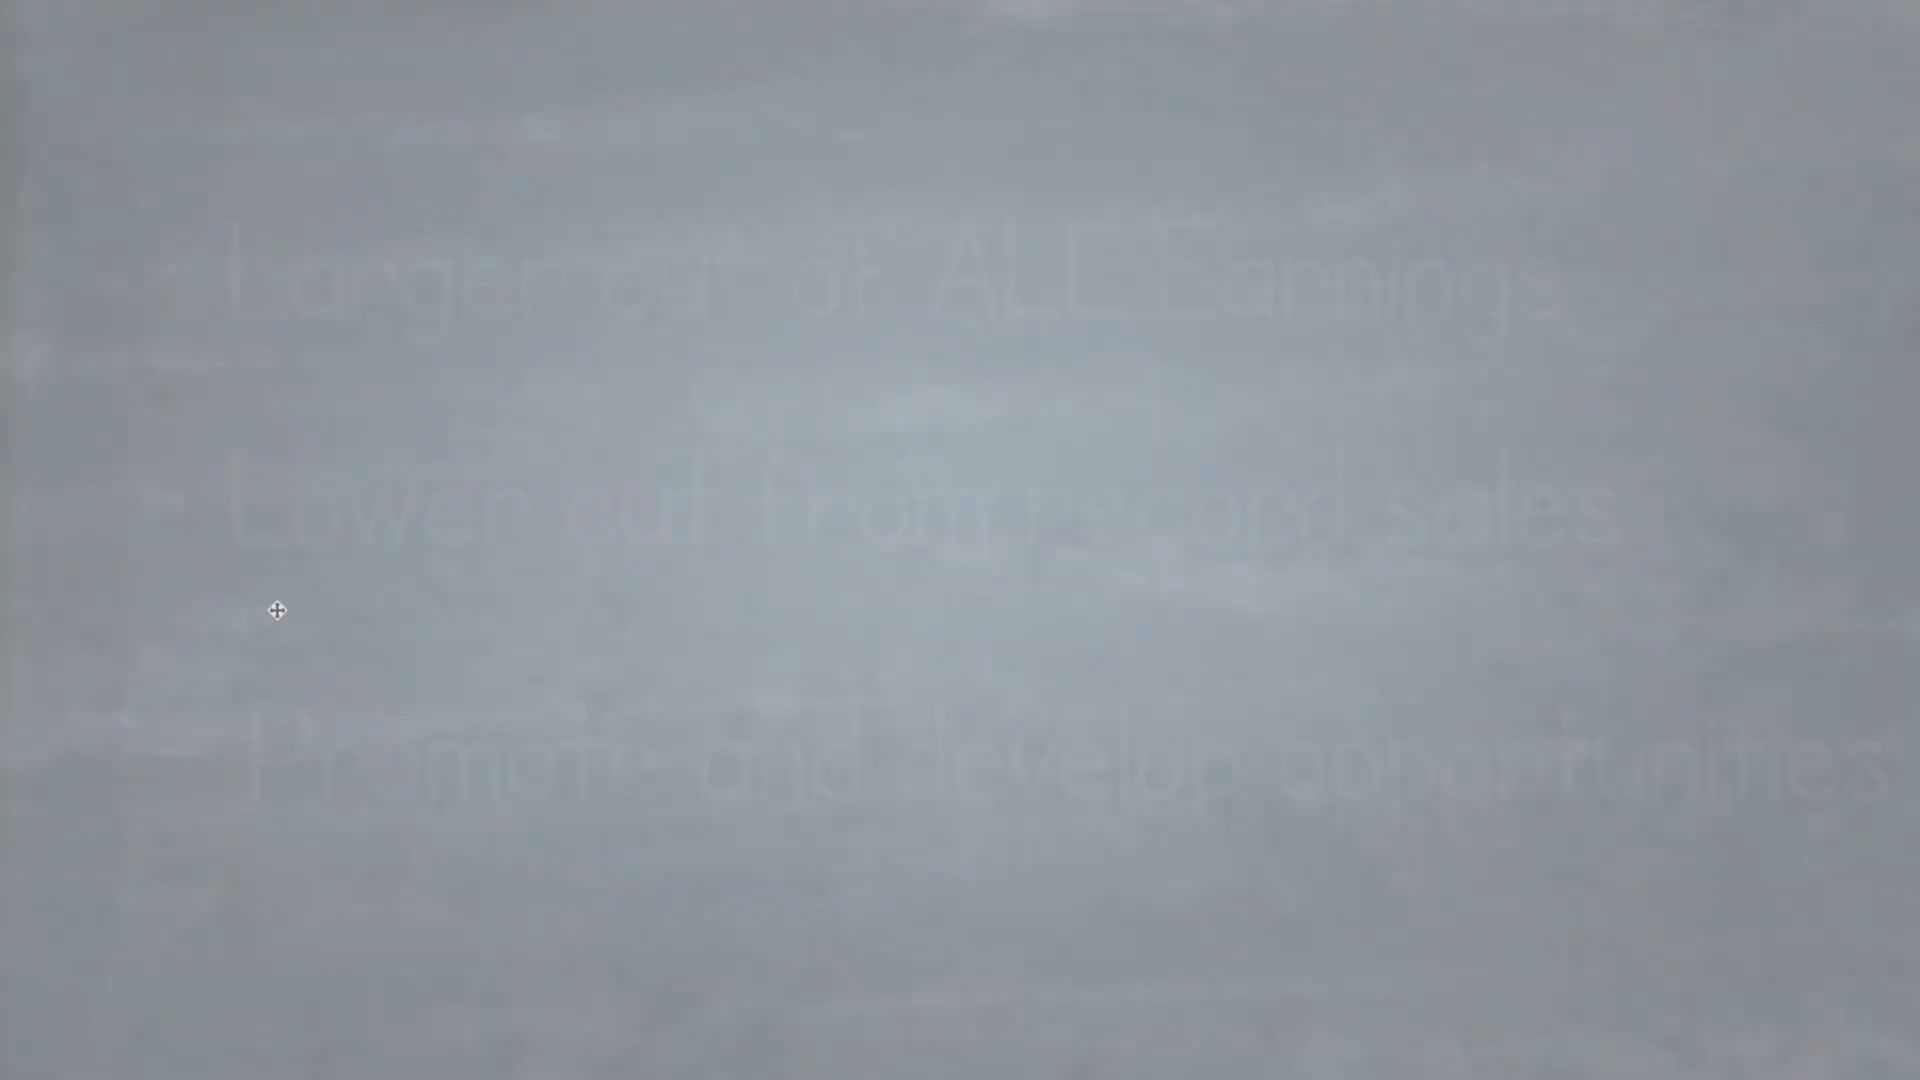 Larger cut of ALL Earnings
Lower cut from record sales
Promote and develop opportunities